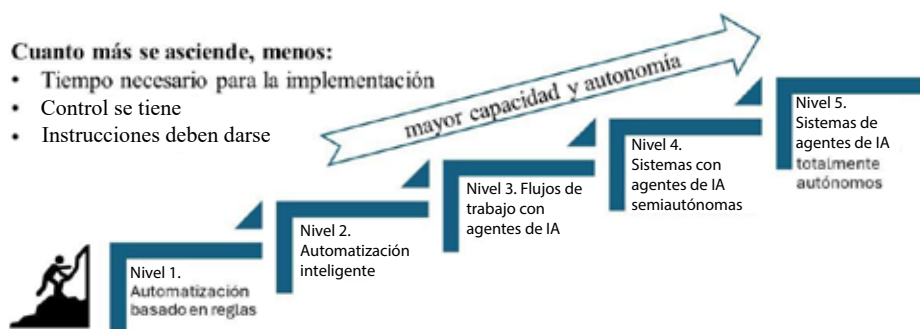 Cuanto más se asciende, menos:
• Tiempo necesario para la implementación
• Control se tiene
• Instrucciones deben darse
mayor capacidad y autonomía
Nivel 1.
Automatización
basado en reglas
Nivel 2.
Automatización
inteligente
Nivel 3. Flujos de
trabajo con
agentes de IA
Nivel 4.
Sistemas con
agentes de IA
semiautónomas
Nivel 5.
Sistemas de
agentes de IA
totalmente
autónomos